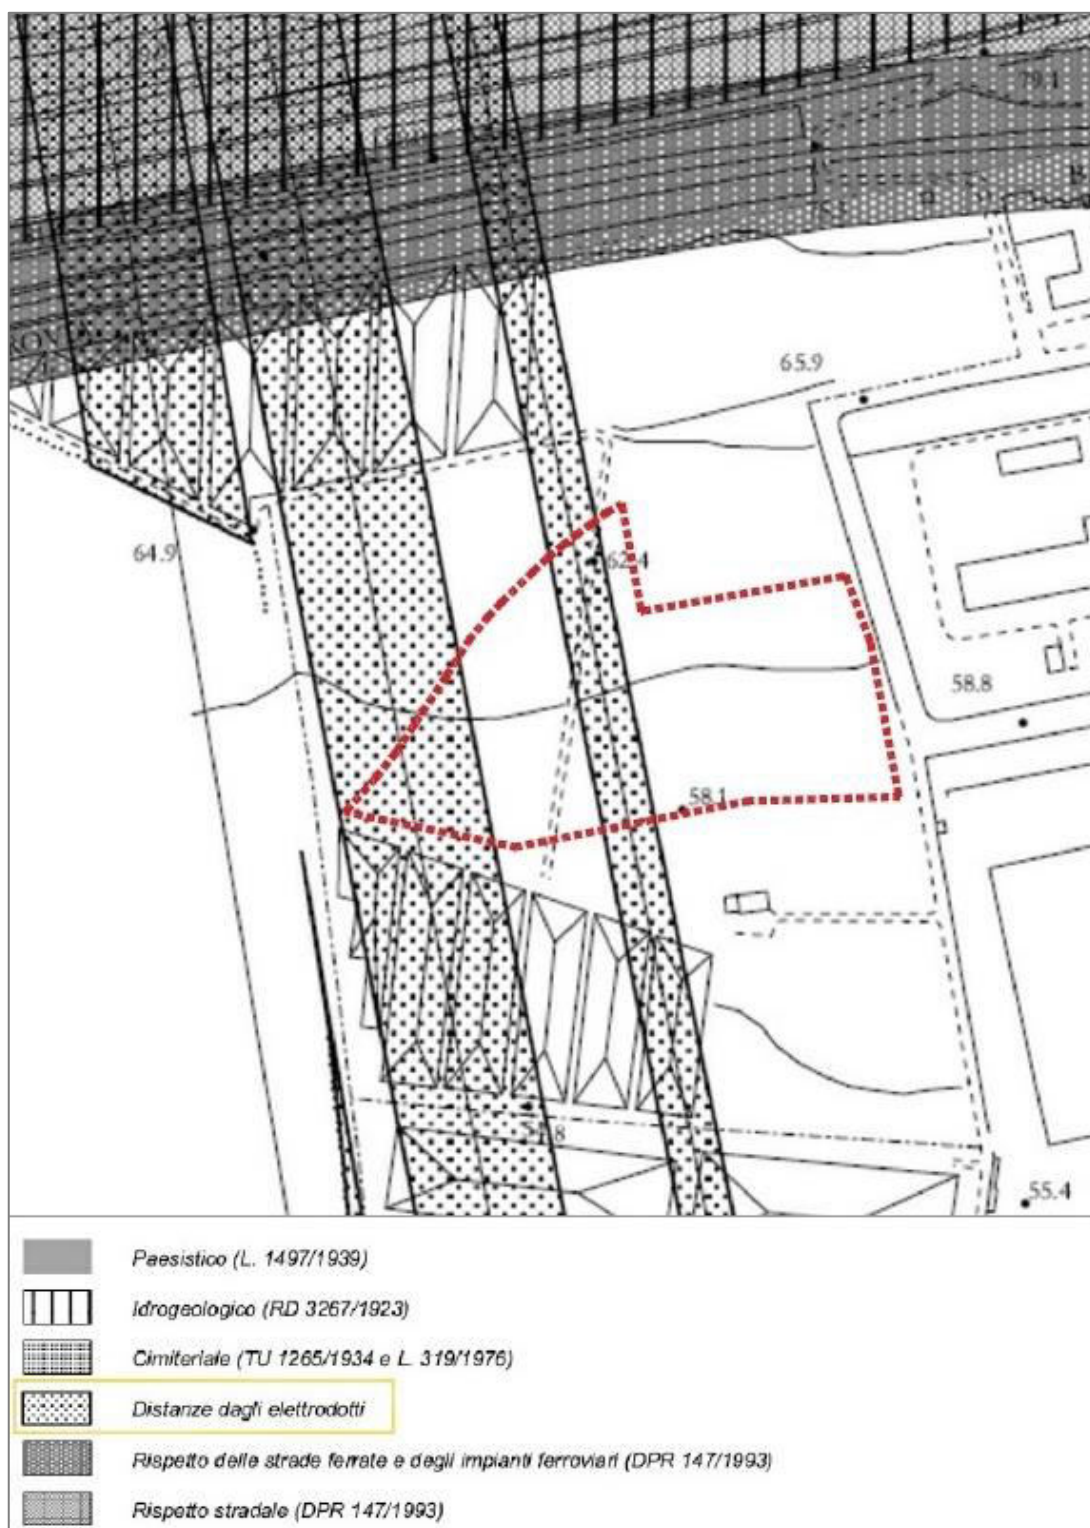 79.1
65.9
62.4
64.9
58.8
58.1
55.4
Paesistico (L. 1497/1939)
Idrogeologico (RD 3267/1923)
Cimiteriale (TU 1265/1934 e L. 319/1976)
Distanze dagli elettrodotti
Rispetto delle strade ferrate e degli impianti ferroviari (DPR 147/1993)
Rispetto stradale (DPR 147/1993)